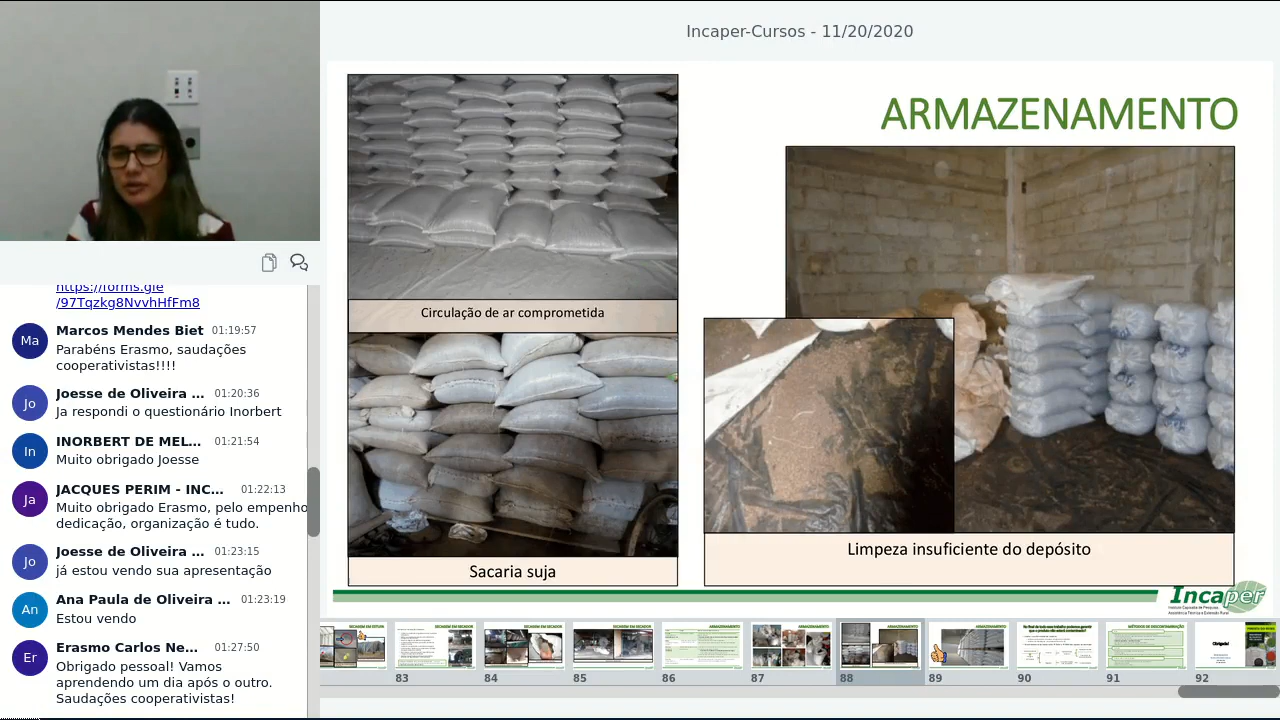 Incaper-Cursos - 11/20/2020
ARMAZENAMENTO
Circulação de ar comprometida
Sacaria suja
Limpeza insuficiente do depósito
Incaper
https://forms.gle
/97Tqzkg8NvvhHfFm8
Ma
Marcos Mendes Biet 01:19:57
Parabéns Erasmo, saudações
cooperativistas!!!!
Jo
Joesse de Oliveira ... 01:20:36
Ja respondi o questionário Inorbert
In
INORBERT DE MEL... 01:21:54
Muito obrigado Joesse
Ja
JACQUES PERIM - INC... 01:22:13
Muito obrigado Erasmo, pelo empenho
dedicação, organização é tudo.
Jo
Joesse de Oliveira ... 01:23:15
já estou vendo sua apresentação
An
Ana Paula de Oliveira ... 01:23:19
Estou vendo
Er
Erasmo Carlos Ne... 01:27:50
Obrigado pessoal! Vamos
aprendendo um dia após o outro.
Saudações cooperativistas!
83 84 85 86 87 88 89 90 91 92